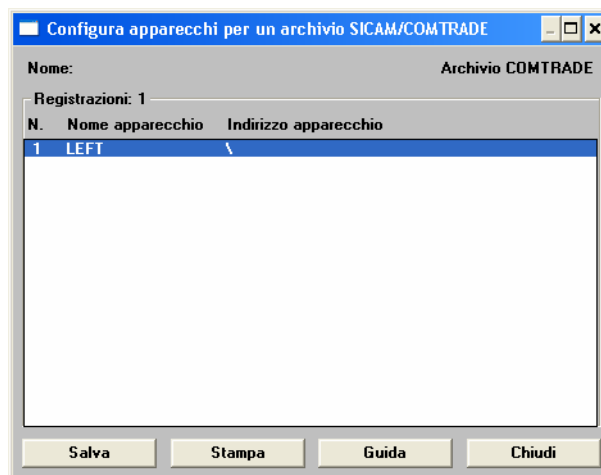 Configura apparecchi per un archivio SICAM/COMTRADE
Nome: Archivio COMTRADE
Registrazioni: 1
N. Nome apparecchio Indirizzo apparecchio
1 LEFT \
Salva Stampa Guida Chiudi